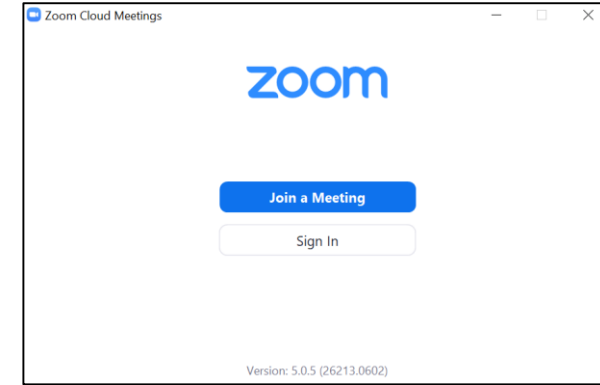 Zoom Cloud Meetings
zoom
Join a Meeting
Sign In
Version: 5.0.5 (26213.0602)